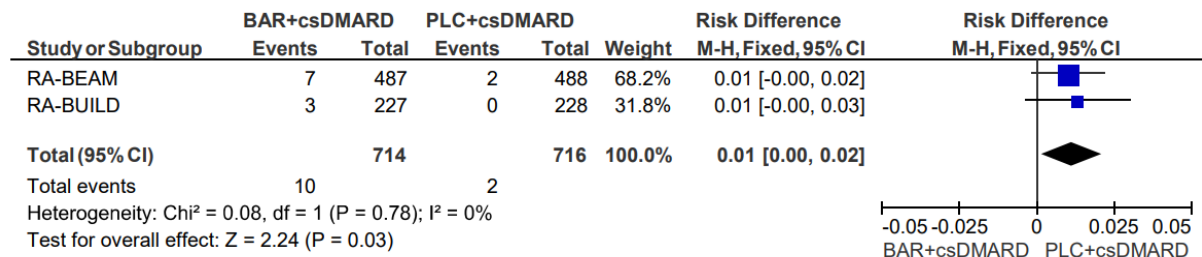 BAR+csDMARD PLC+csDMARD Risk Difference Risk Difference
Study or Subgroup Events Total Events Total Weight M-H, Fixed, 95% CI M-H, Fixed, 95% CI
RA-BEAM 7 487 2 488 68.2% 0.01 [-0.00, 0.02]
RA-BUILD 3 227 0 228 31.8% 0.01 [-0.00, 0.03]
Total (95% CI) 714 716 100.0% 0.01 [0.00, 0.02]
Total events 10 2
Heterogeneity: Chi² = 0.08, df = 1 (P = 0.78); I² = 0%
Test for overall effect: Z = 2.24 (P = 0.03)
-0.05 -0.025 0 0.025 0.05
BAR+csDMARD PLC+csDMARD